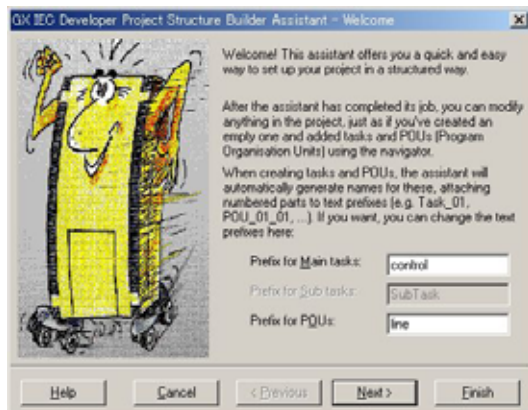 GX IEC Developer Project Structure Builder Assistant - Welcome
Welcome! This assistant offers you a quick and easy
way to set up your project in a structured way.
After the assistant has completed its job, you can modify
anything in the project, just as if you've created an
empty one and added tasks and POUs (Program
Organisation Units) using the navigator.
When creating tasks and POUs, the assistant will
automatically generate names for these, attaching
numbered parts to text prefixes (e.g. Task_01,
POU_01_01, ...). If you want, you can change the text
prefixes here:
Prefix for Main tasks: control
Prefix for Sub tasks: SubTask
Prefix for POUs: line
Help Cancel < Previous Next > Finish